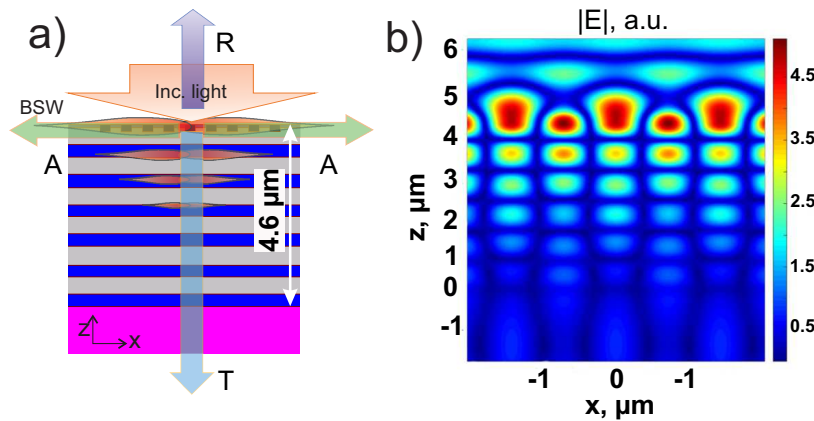 a)
R
Inc. light
BSW
A
A
4.6 µm
Z
x
T
b)
|E|, a.u.
6
5
4
3
2
1
0
-1
z, µm
-1
0
-1
x, µm
4.5
3.5
2.5
1.5
0.5